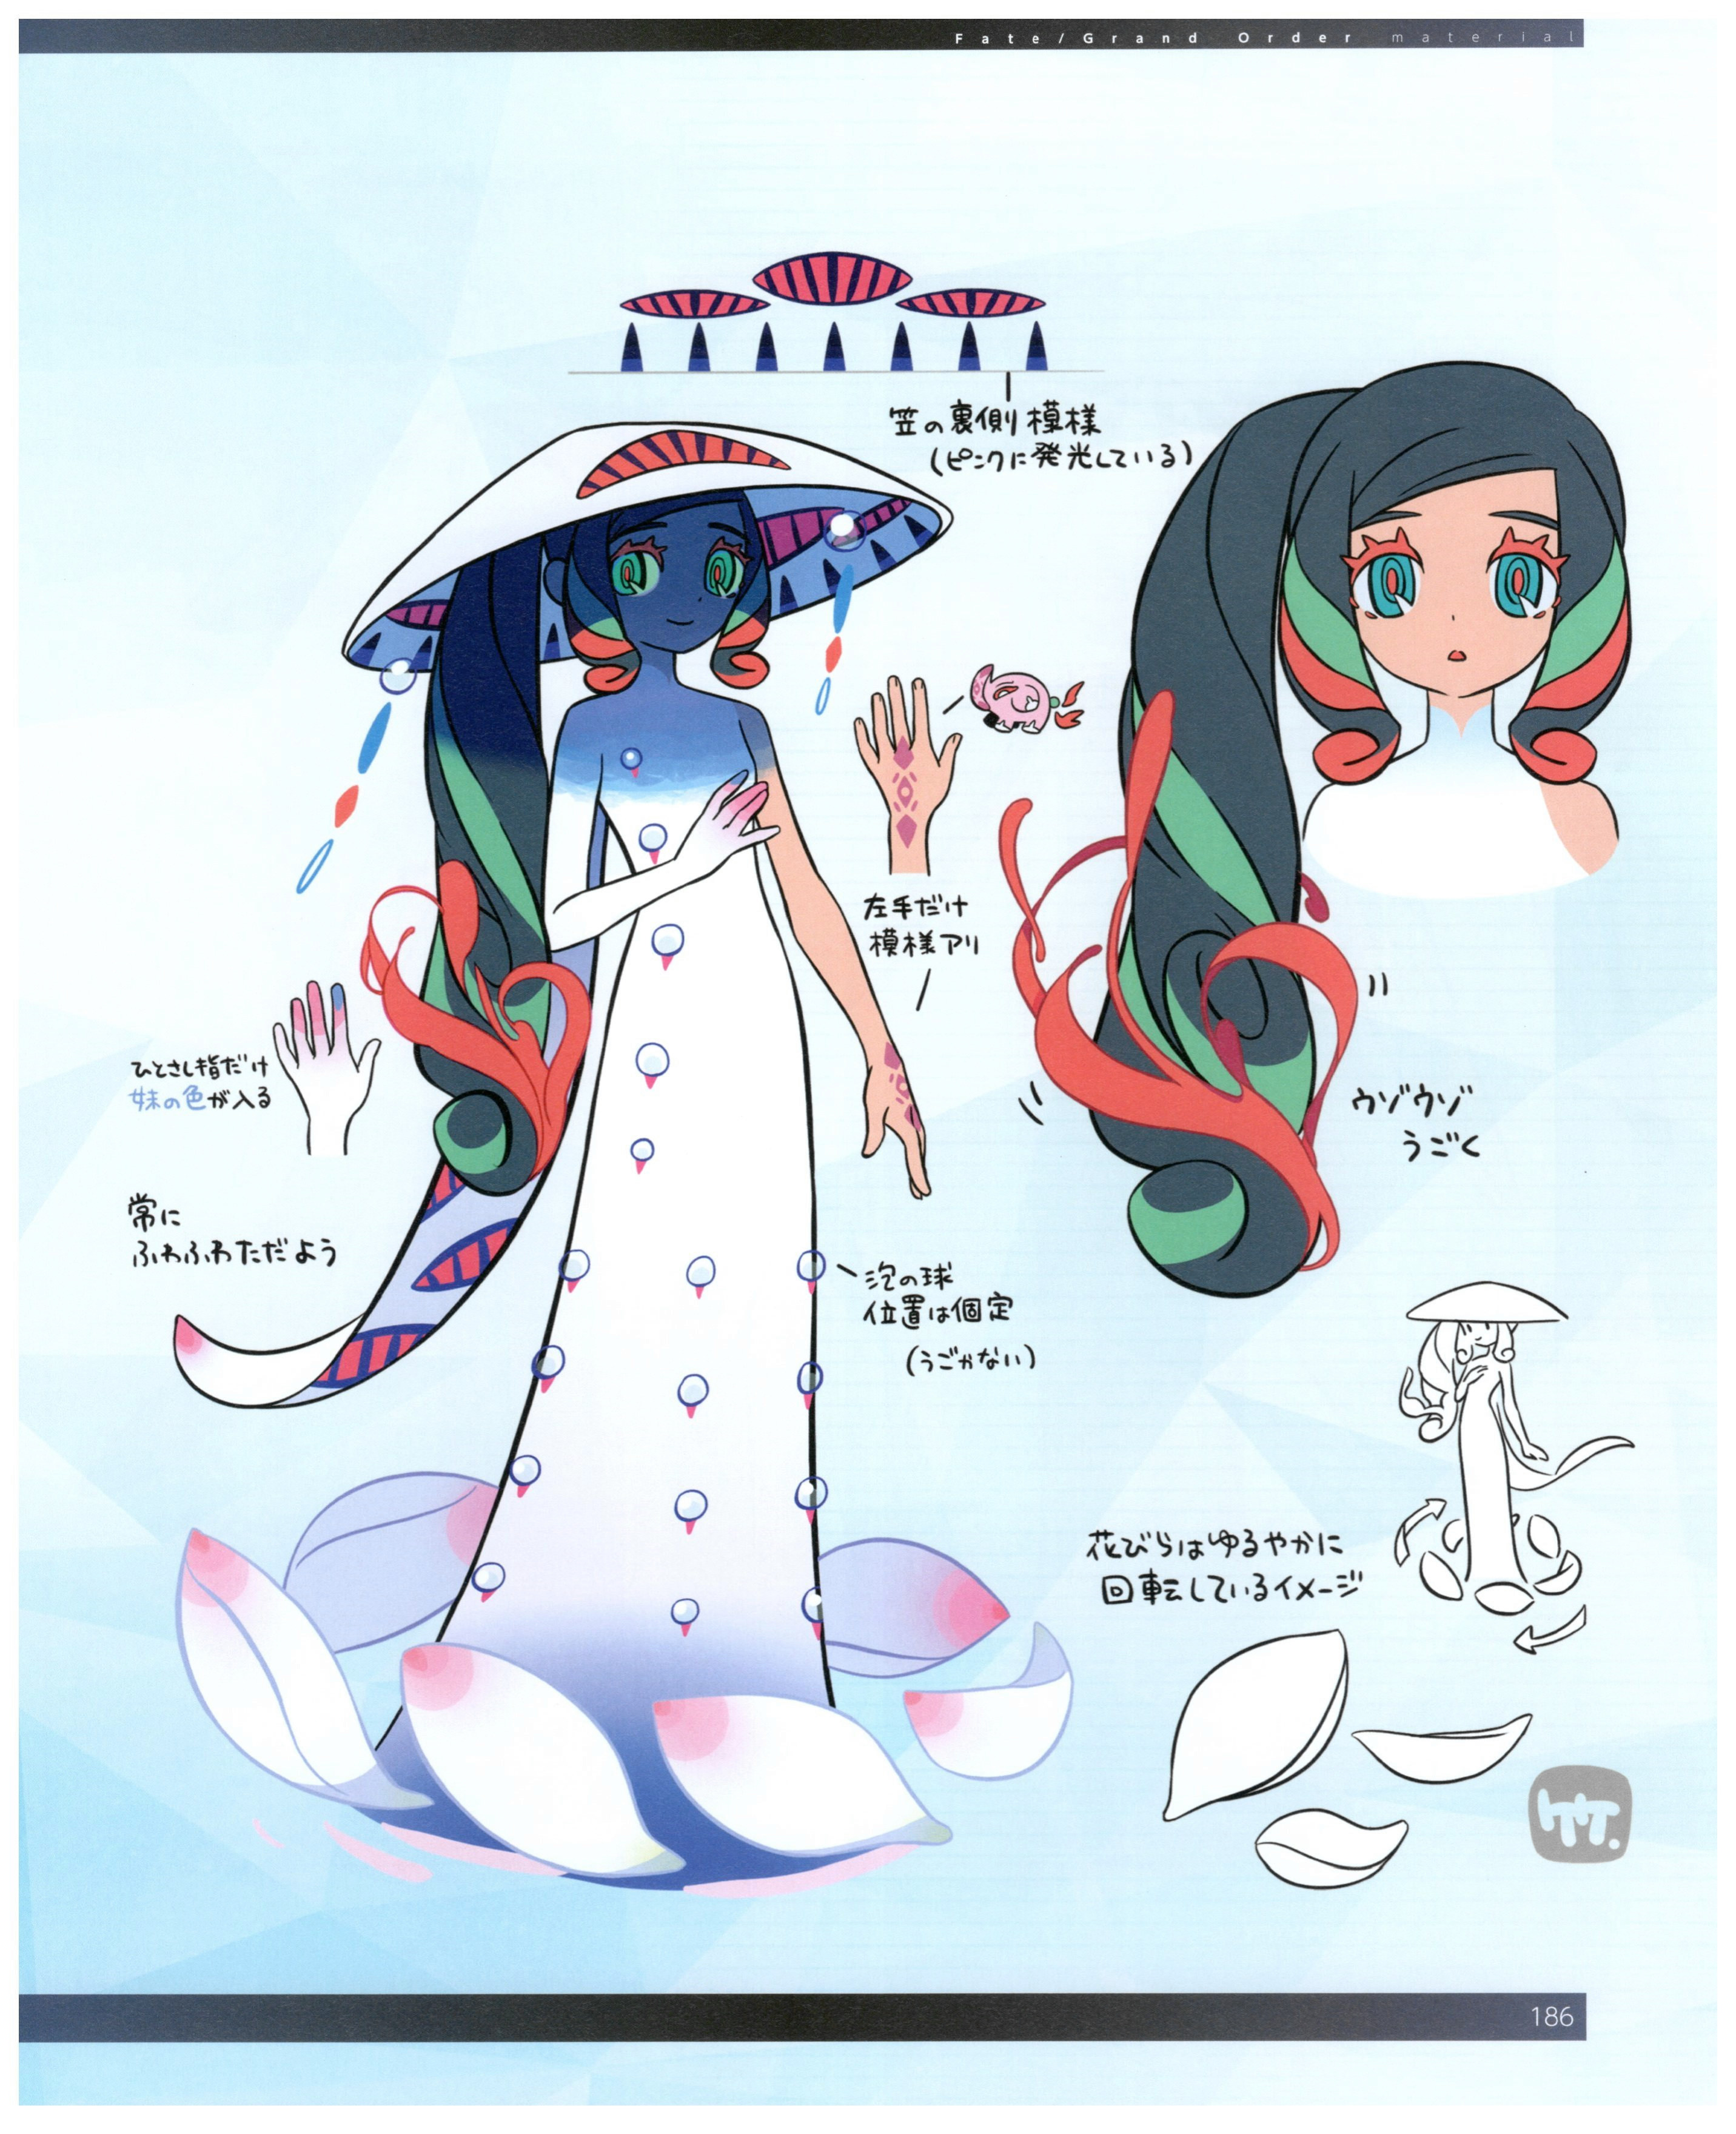 Fate/Grand Order material
笠の裏側模様
(ピンクに発光している)
左手だけ
模様アリ
ひとさし指だけ
妹の色が入る
ウゾウゾ
うごく
常に
ふわふわただよう
泡の球
位置は個定
(うごかない)
花びらはゆるやかに
回転しているイメージ
186